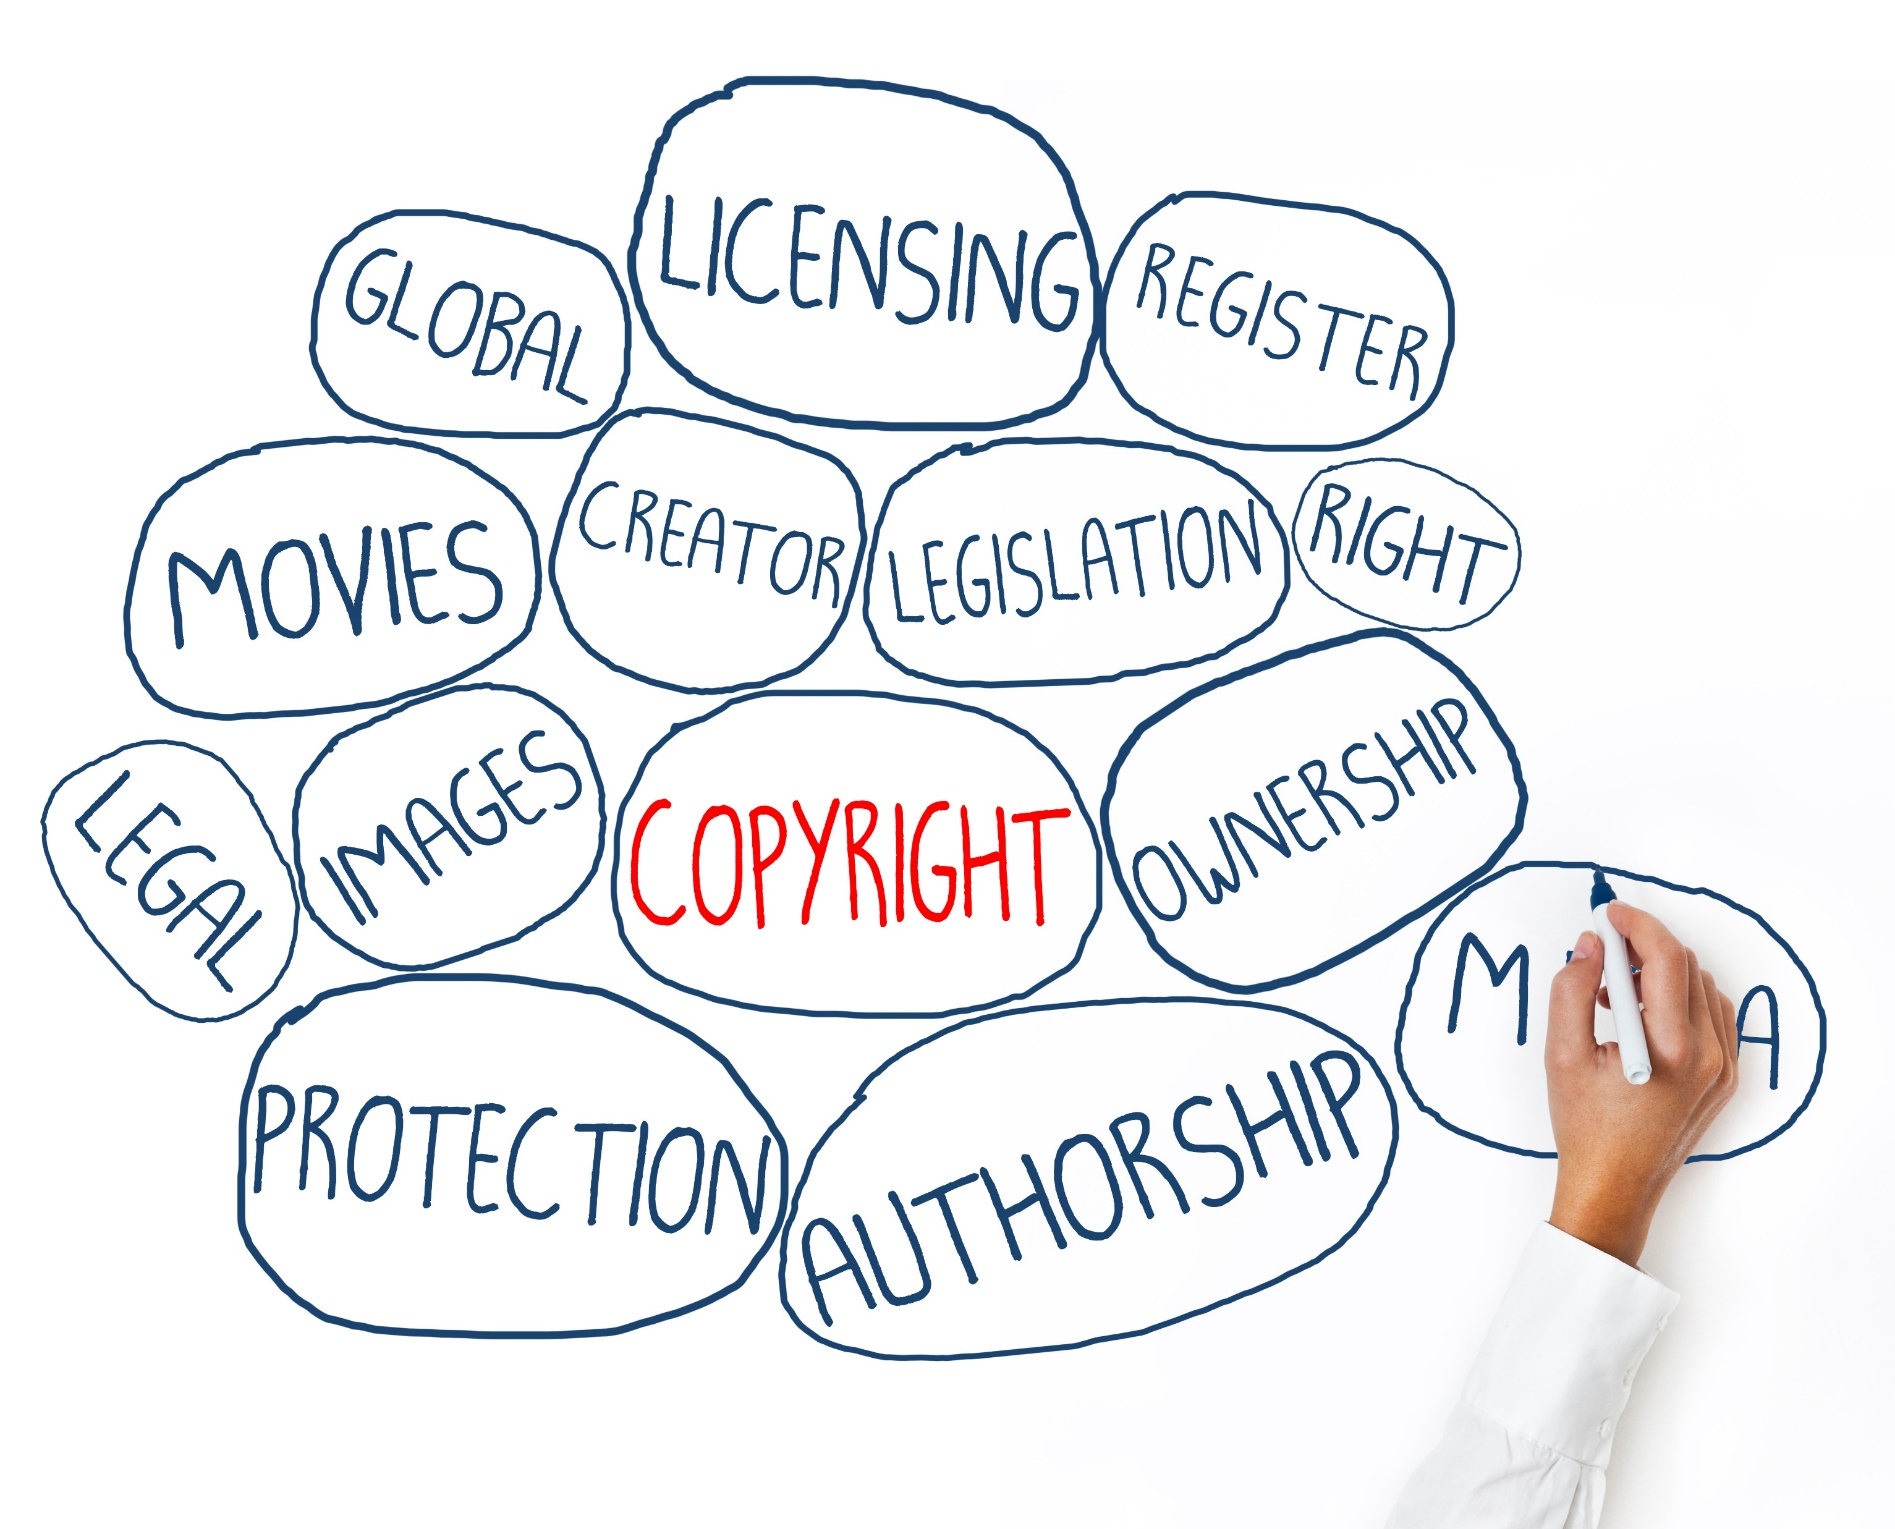 LICENSING
GLOBAL
REGISTER
MOVIES
CREATOR
LEGISLATION
RIGHT
LEGAL
IMAGES
COPYRIGHT
OWNERSHIP
PROTECTION
AUTHORSHIP